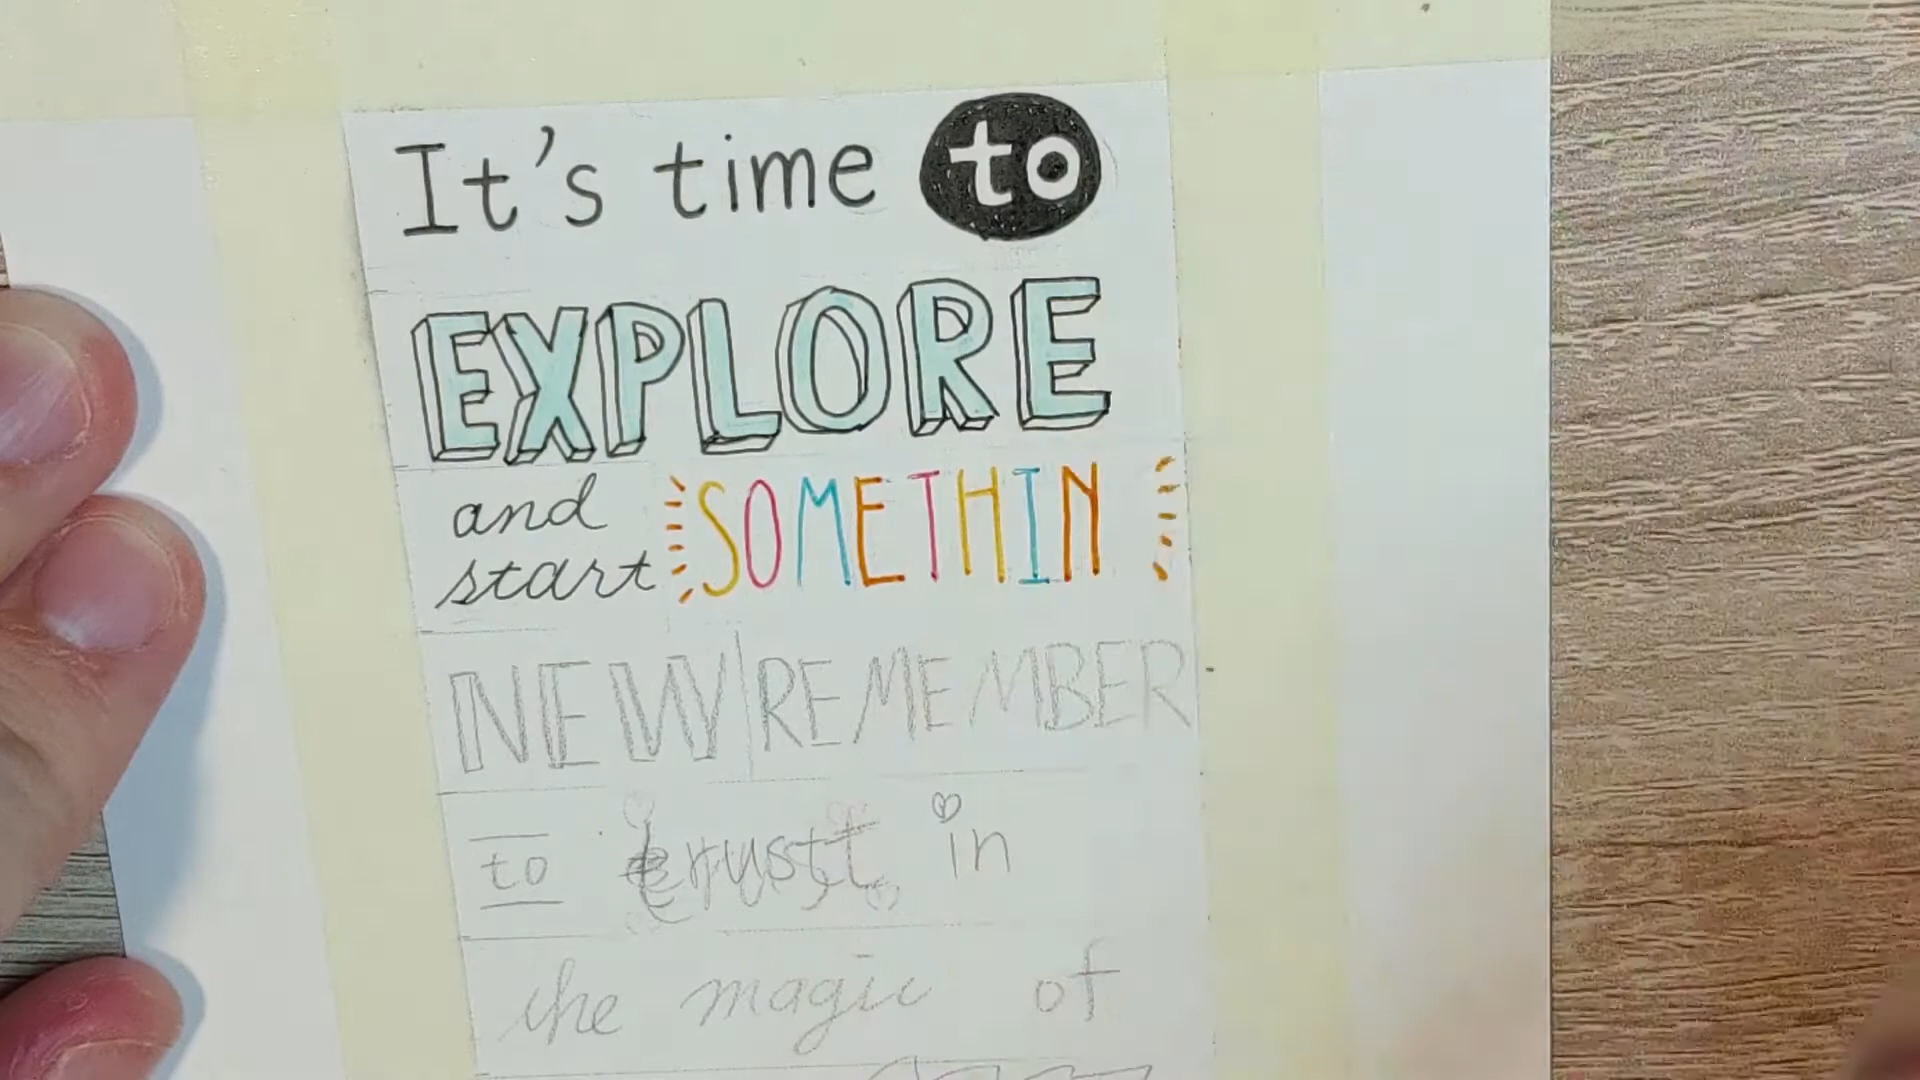 It's time to
EXPLORE
and SOMETHIN
start
NEW REMEMBER
to trust in
the magic of